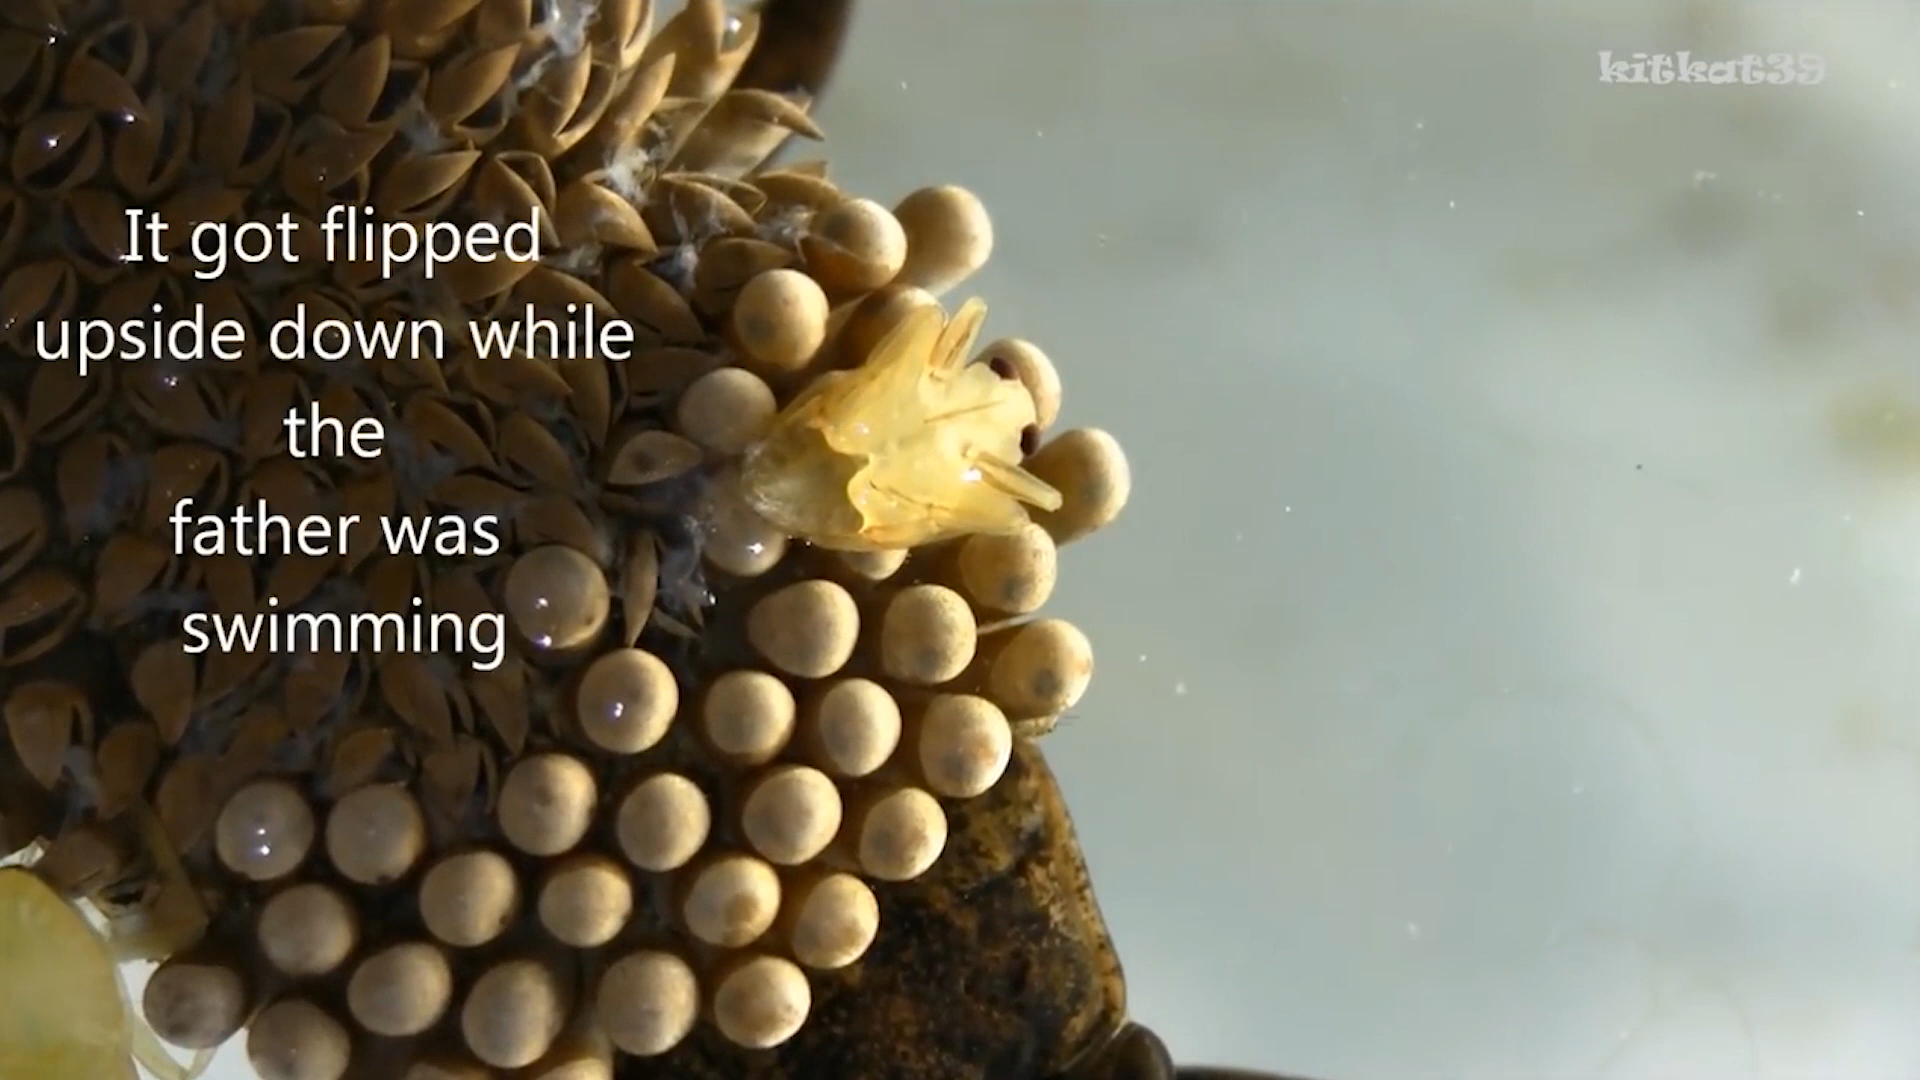 kitkat39
It got flipped
upside down while
the
father was
swimming